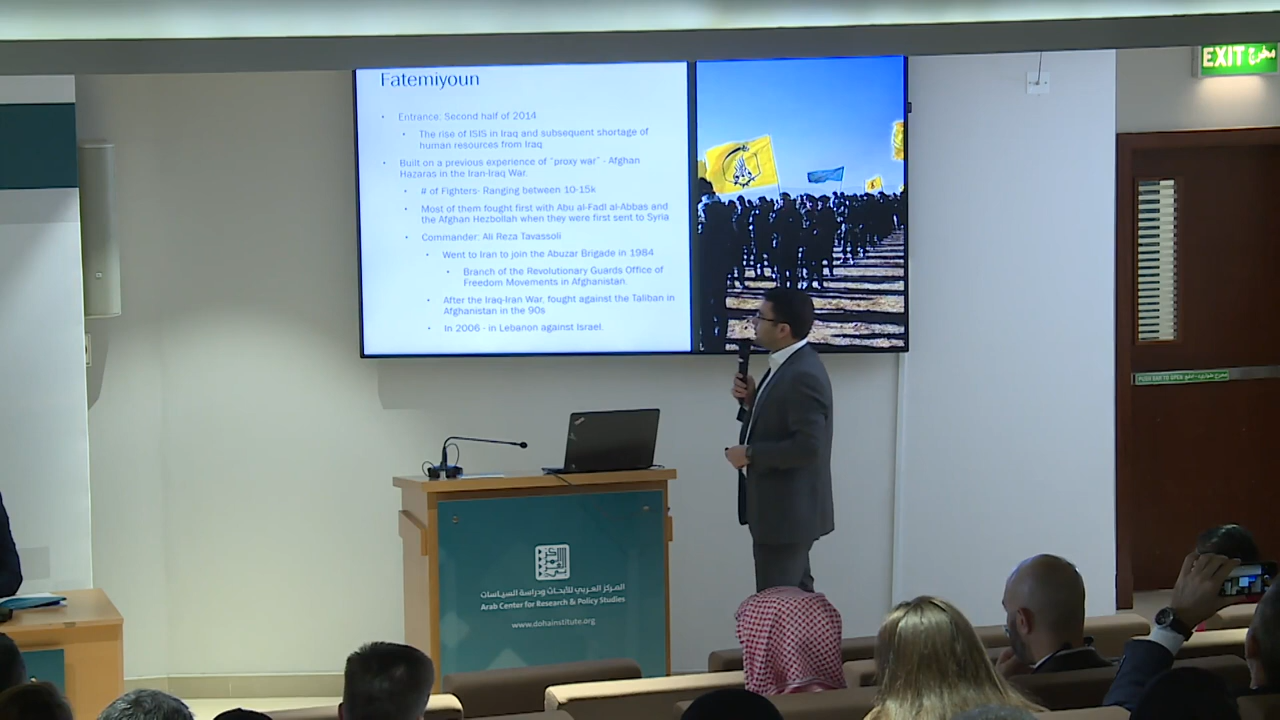 Fatemiyoun
• Entrance: Second half of 2014
• The rise of ISIS in Iraq and subsequent shortage of
human resources from Iraq
• Built on a previous experience of "proxy war" - Afghan
Hazaras in the Iran-Iraq War.
• # of Fighters- Ranging between 10-15k
• Most of them fought first with Abu al-Fadl al-Abbas and
the Afghan Hezbollah when they were first sent to Syria
• Commander: Ali Reza Tavassoli
• Went to Iran to join the Abuzar Brigade in 1984
• Branch of the Revolutionary Guards Office of
Freedom Movements in Afghanistan.
• After the Iraq-Iran War, fought against the Taliban in
Afghanistan in the 90s
• In 2006 - in Lebanon against Israel.
EXIT مخرج
PUSH BAR TO OPEN
المركز العربي للأبحاث ودراسة السياسات
Arab Center for Research & Policy Studies
www.dohainstitute.org